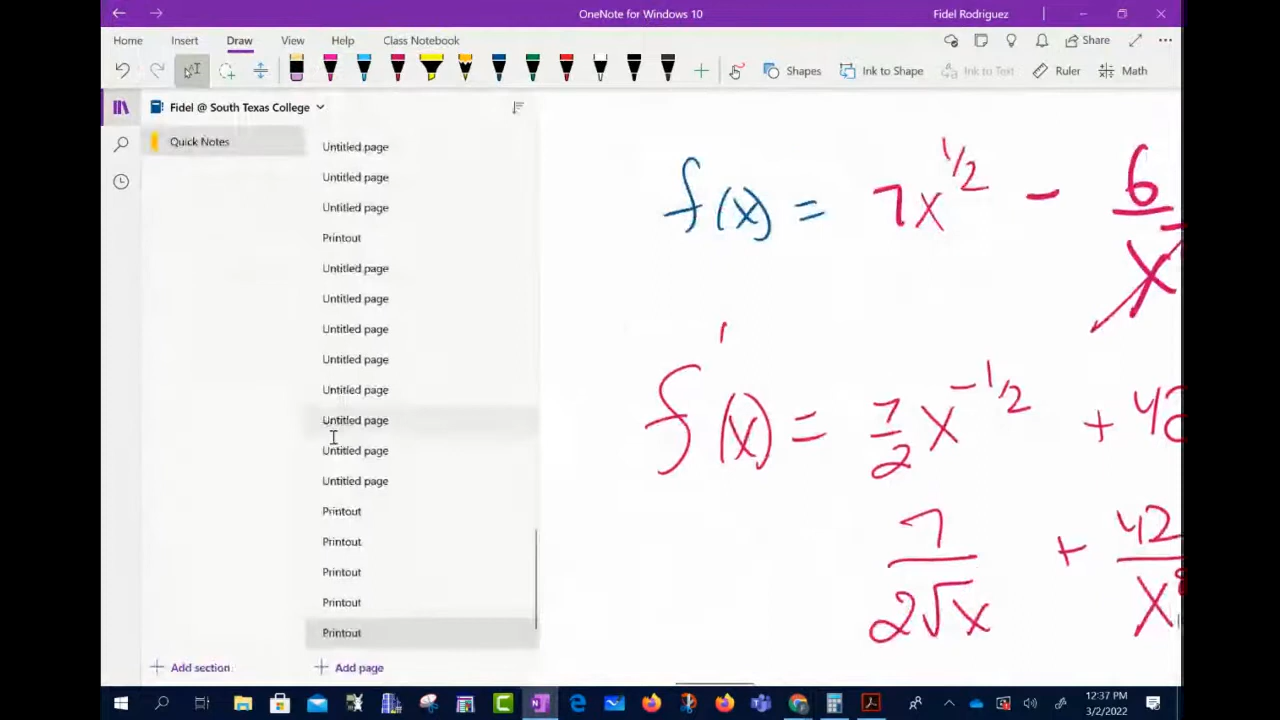 OneNote for Windows 10
Fidel Rodriguez
Home Insert Draw View Help Class Notebook
Share
Shapes Ink to Shape Ink to Text Ruler Math
Fidel @ South Texas College
Quick Notes
Untitled page
Untitled page
Untitled page
Printout
Untitled page
Untitled page
Untitled page
Untitled page
Untitled page
Untitled page
Untitled page
Untitled page
Printout
Printout
Printout
Printout
Printout
Add section
Add page
f(x) = 7x^1/2 - 6/x
f'(x) = 7/2 x^-1/2 + 42
7/2√x + 42/x^8
12:37 PM
3/2/2022